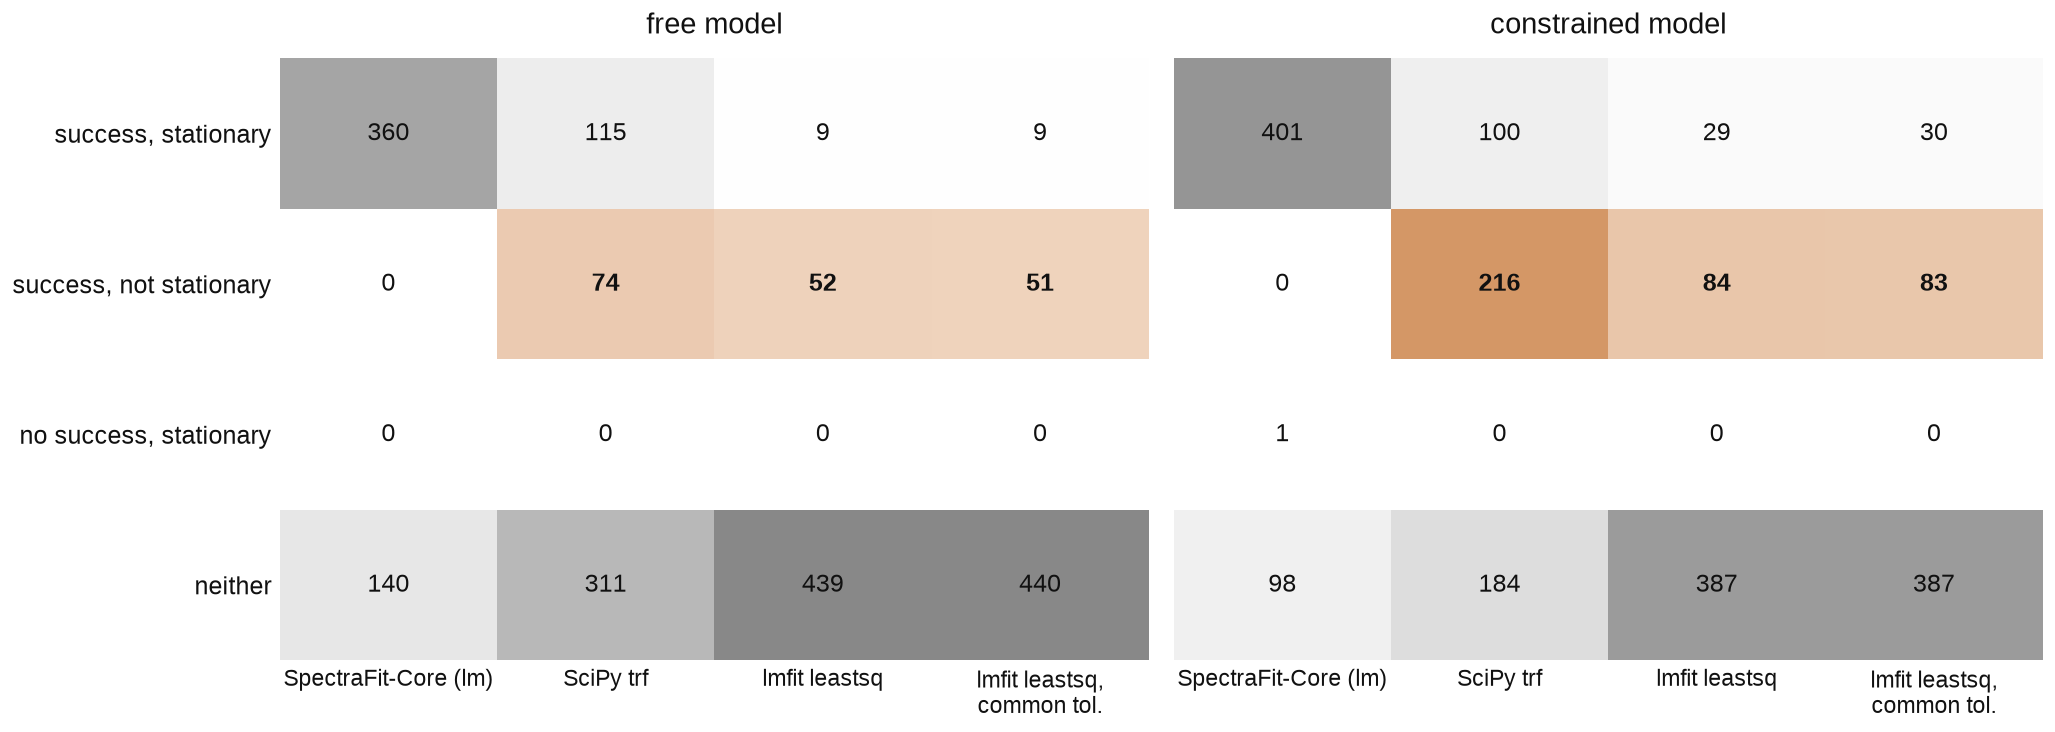 free model constrained model
success, stationary 360 115 9 9 401 100 29 30
success, not stationary 0 74 52 51 0 216 84 83
no success, stationary 0 0 0 0 1 0 0 0
neither 140 311 439 440 98 184 387 387
SpectraFit-Core (lm) SciPy trf lmfit leastsq lmfit leastsq, SpectraFit-Core (lm) SciPy trf lmfit leastsq lmfit leastsq,
common tol. common tol.